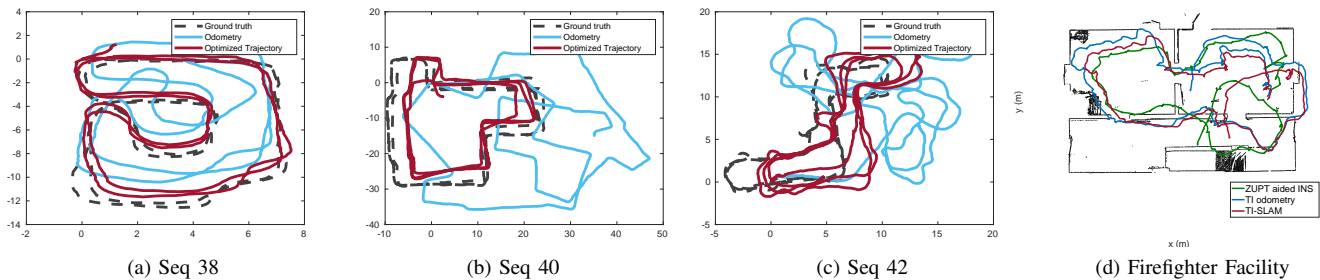 2
0
-2
-4
-6
-8
-10
-12
-14
-2
0
2
4
6
8
Ground truth
Odometry
Optimized Trajectory
(a) Seq 38
20
10
0
-10
-20
-30
-40
-10
0
10
20
30
40
50
Ground truth
Odometry
Optimized Trajectory
(b) Seq 40
20
15
10
5
0
-5
-5
0
5
10
15
20
Ground truth
Odometry
Optimized Trajectory
(c) Seq 42
y (m)
ZUPT aided INS
TI odometry
TI-SLAM
x (m)
(d) Firefighter Facility